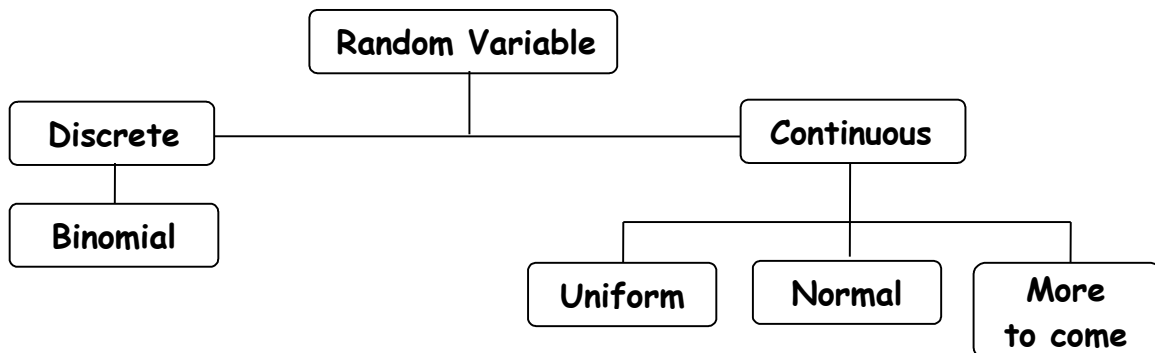 Random Variable
Discrete
Continuous
Binomial
Uniform
Normal
More
to come